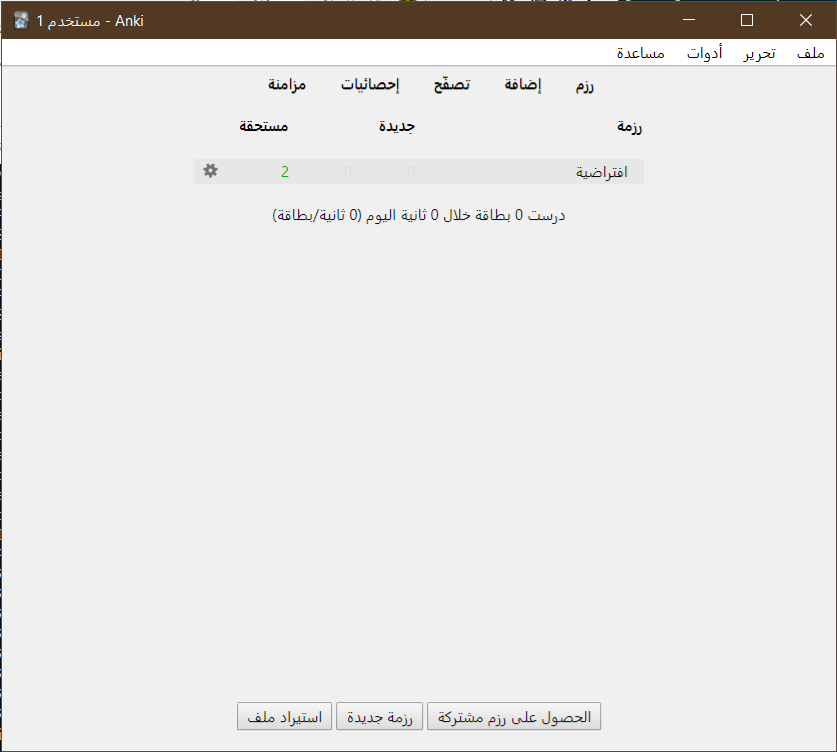 مستخدم 1 - Anki
ملف تحرير أدوات مساعدة
رزم إضافة تصفّح إحصائيات مزامنة
رزمة جديدة مستحقة
افتراضية 0 0 2
درست 0 بطاقة خلال 0 ثانية اليوم (0 ثانية/بطاقة)
الحصول على رزم مشتركة رزمة جديدة استيراد ملف